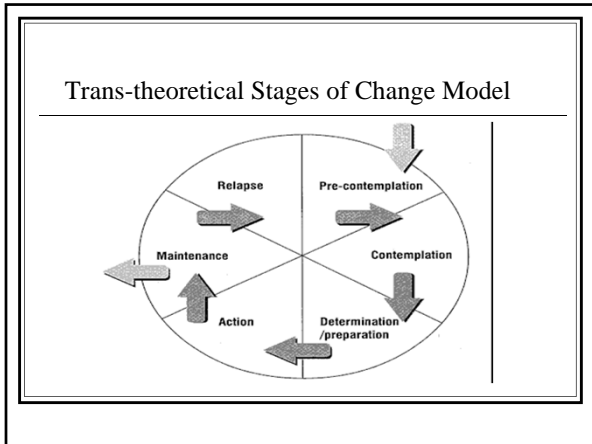 Trans-theoretical Stages of Change Model
Relapse
Pre-contemplation
Maintenance
Contemplation
Action
Determination
/preparation